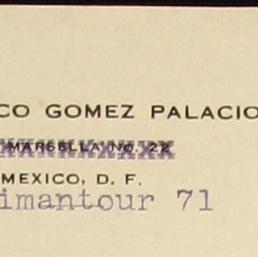 CO GOMEZ PALACIO
MARSELLA NO. 22
MEXICO, D. F.
imantour 71